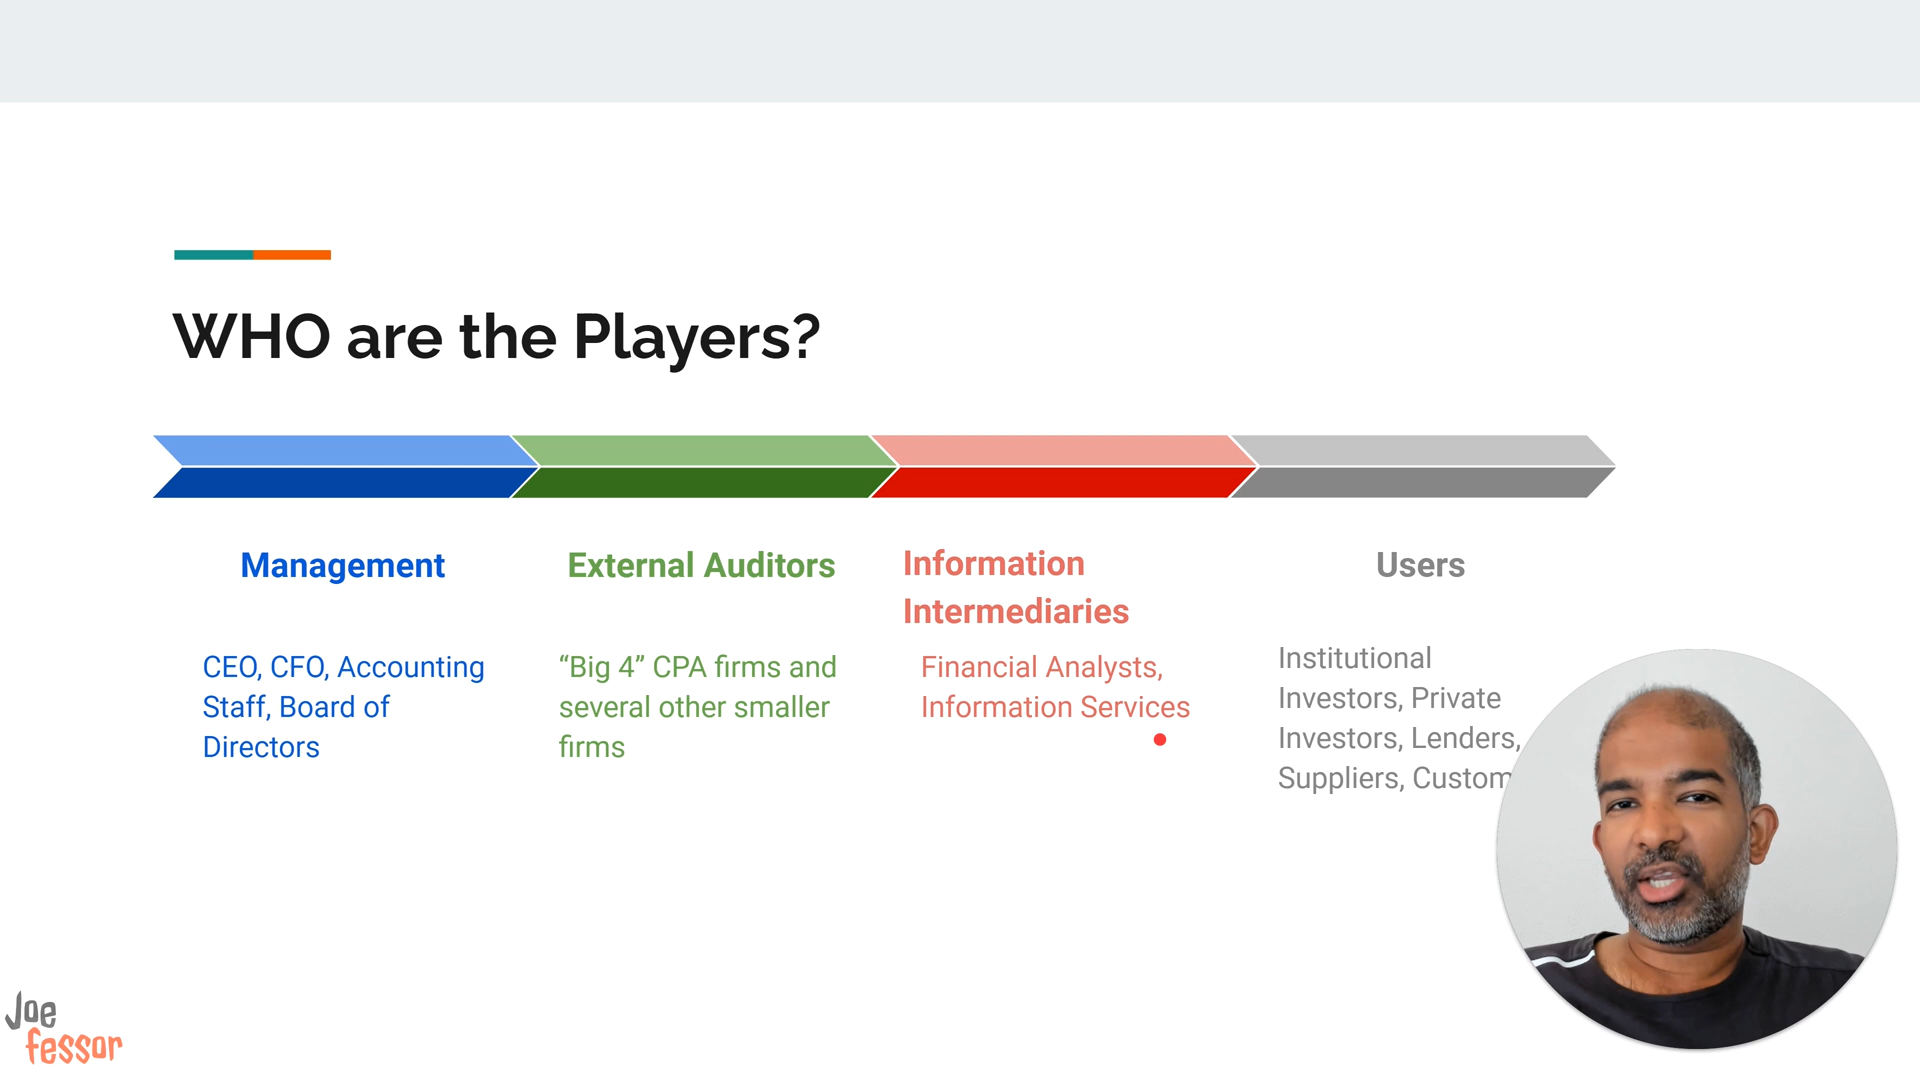 WHO are the Players?
Management
External Auditors
Information
Intermediaries
Users
CEO, CFO, Accounting
Staff, Board of
Directors
“Big 4” CPA firms and
several other smaller
firms
Financial Analysts,
Information Services
Institutional
Investors, Private
Investors, Lenders,
Suppliers,
Joe
fessor